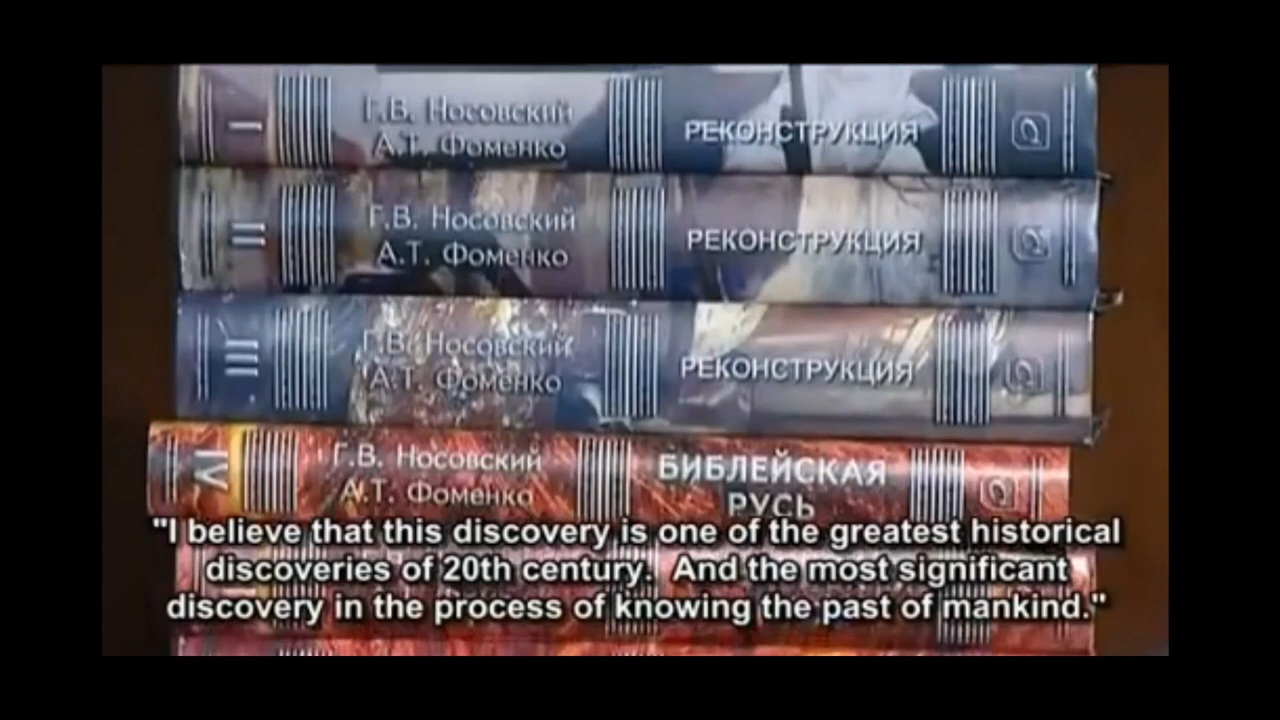 I
Г.В. Носовский
А.Т. Фоменко
РЕКОНСТРУКЦИЯ
II
Г.В. Носовский
А.Т. Фоменко
РЕКОНСТРУКЦИЯ
III
Г.В. Носовский
А.Т. Фоменко
РЕКОНСТРУКЦИЯ
IV
Г.В. Носовский
А.Т. Фоменко
БИБЛЕЙСКАЯ
РУСЬ
"I believe that this discovery is one of the greatest historical
discoveries of 20th century. And the most significant
discovery in the process of knowing the past of mankind."